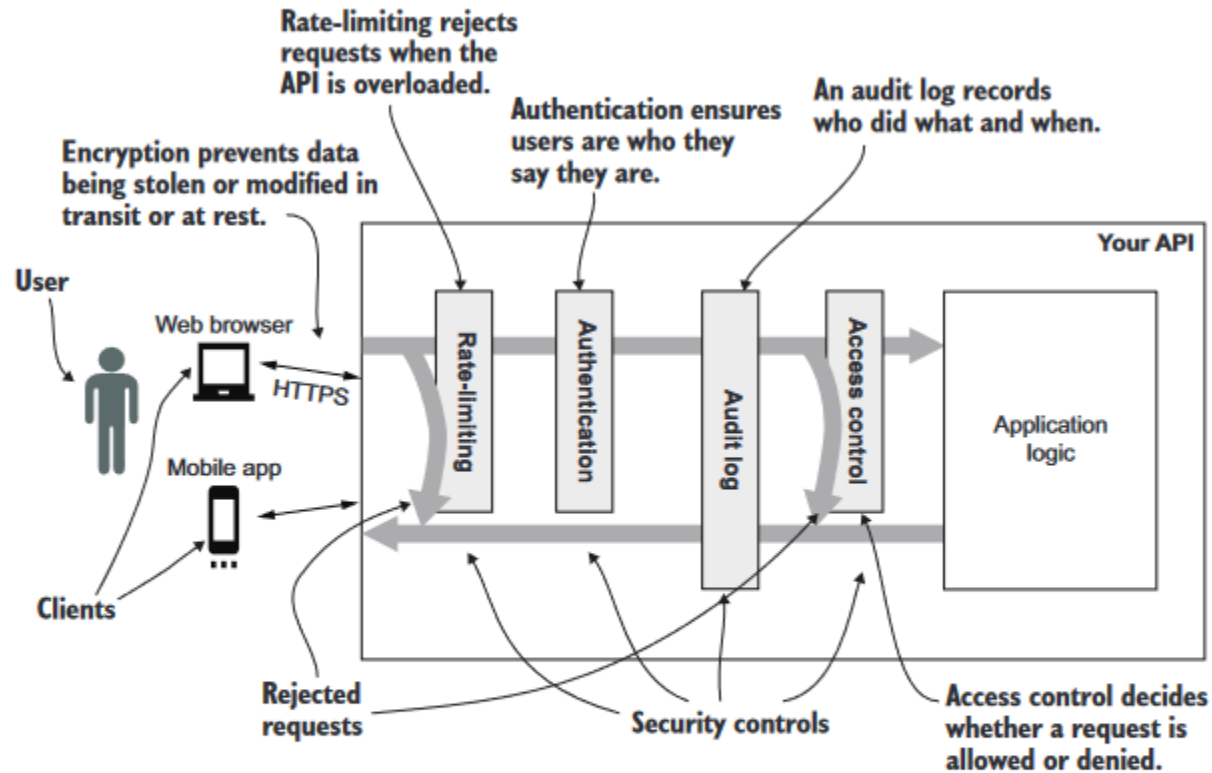 Rate-limiting rejects
requests when the
API is overloaded.
Authentication ensures
users are who they
say they are.
An audit log records
who did what and when.
Encryption prevents data
being stolen or modified in
transit or at rest.
Your API
User
Web browser
HTTPS
Mobile app
Clients
Rate-limiting
Authentication
Audit log
Access control
Application
logic
Rejected
requests
Security controls
Access control decides
whether a request is
allowed or denied.